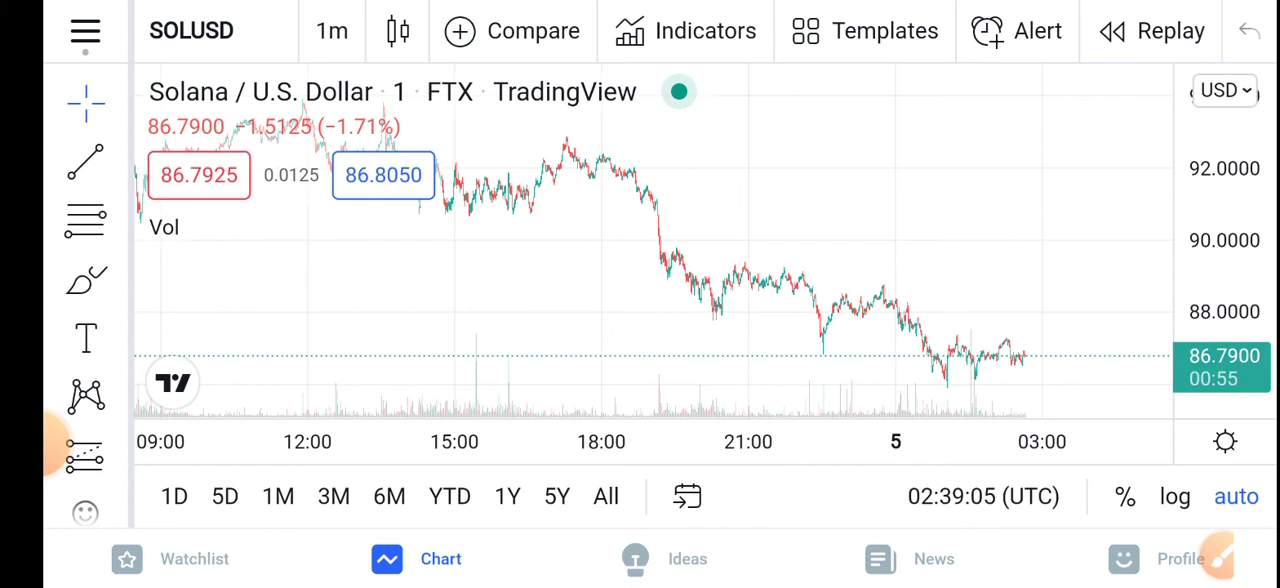 SOLUSD 1m Compare Indicators Templates Alert Replay
Solana / U.S. Dollar · 1 · FTX · TradingView USD
86.7900 −1.5125 (−1.71%)
86.7925 0.0125 86.8050
92.0000
Vol
90.0000
88.0000
86.7900
00:55
09:00 12:00 15:00 18:00 21:00 5 03:00
1D 5D 1M 3M 6M YTD 1Y 5Y All 02:39:05 (UTC) % log auto
Watchlist Chart Ideas News Profile